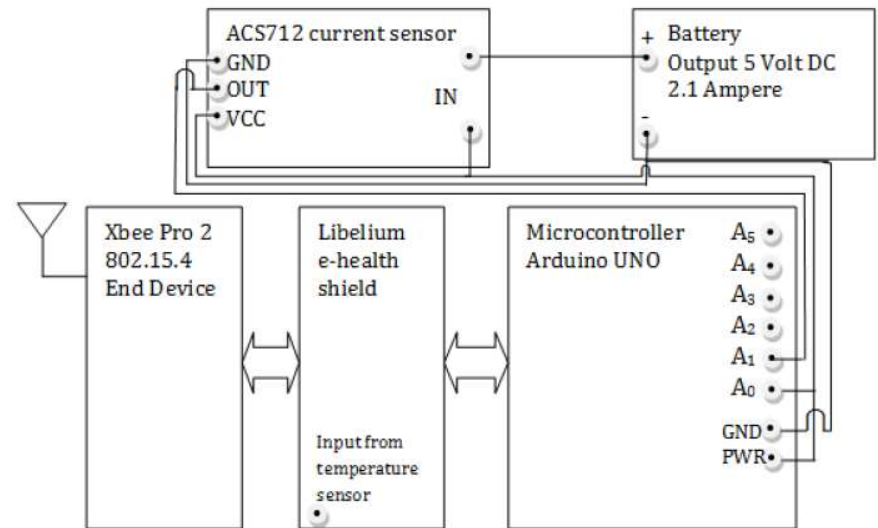 ACS712 current sensor
GND
OUT
VCC
IN
+ Battery
Output 5 Volt DC
2.1 Ampere
-
Xbee Pro 2
802.15.4
End Device
Libelium
e-health
shield
Input from
temperature
sensor
Microcontroller
Arduino UNO
A5
A4
A3
A2
A1
A0
GND
PWR